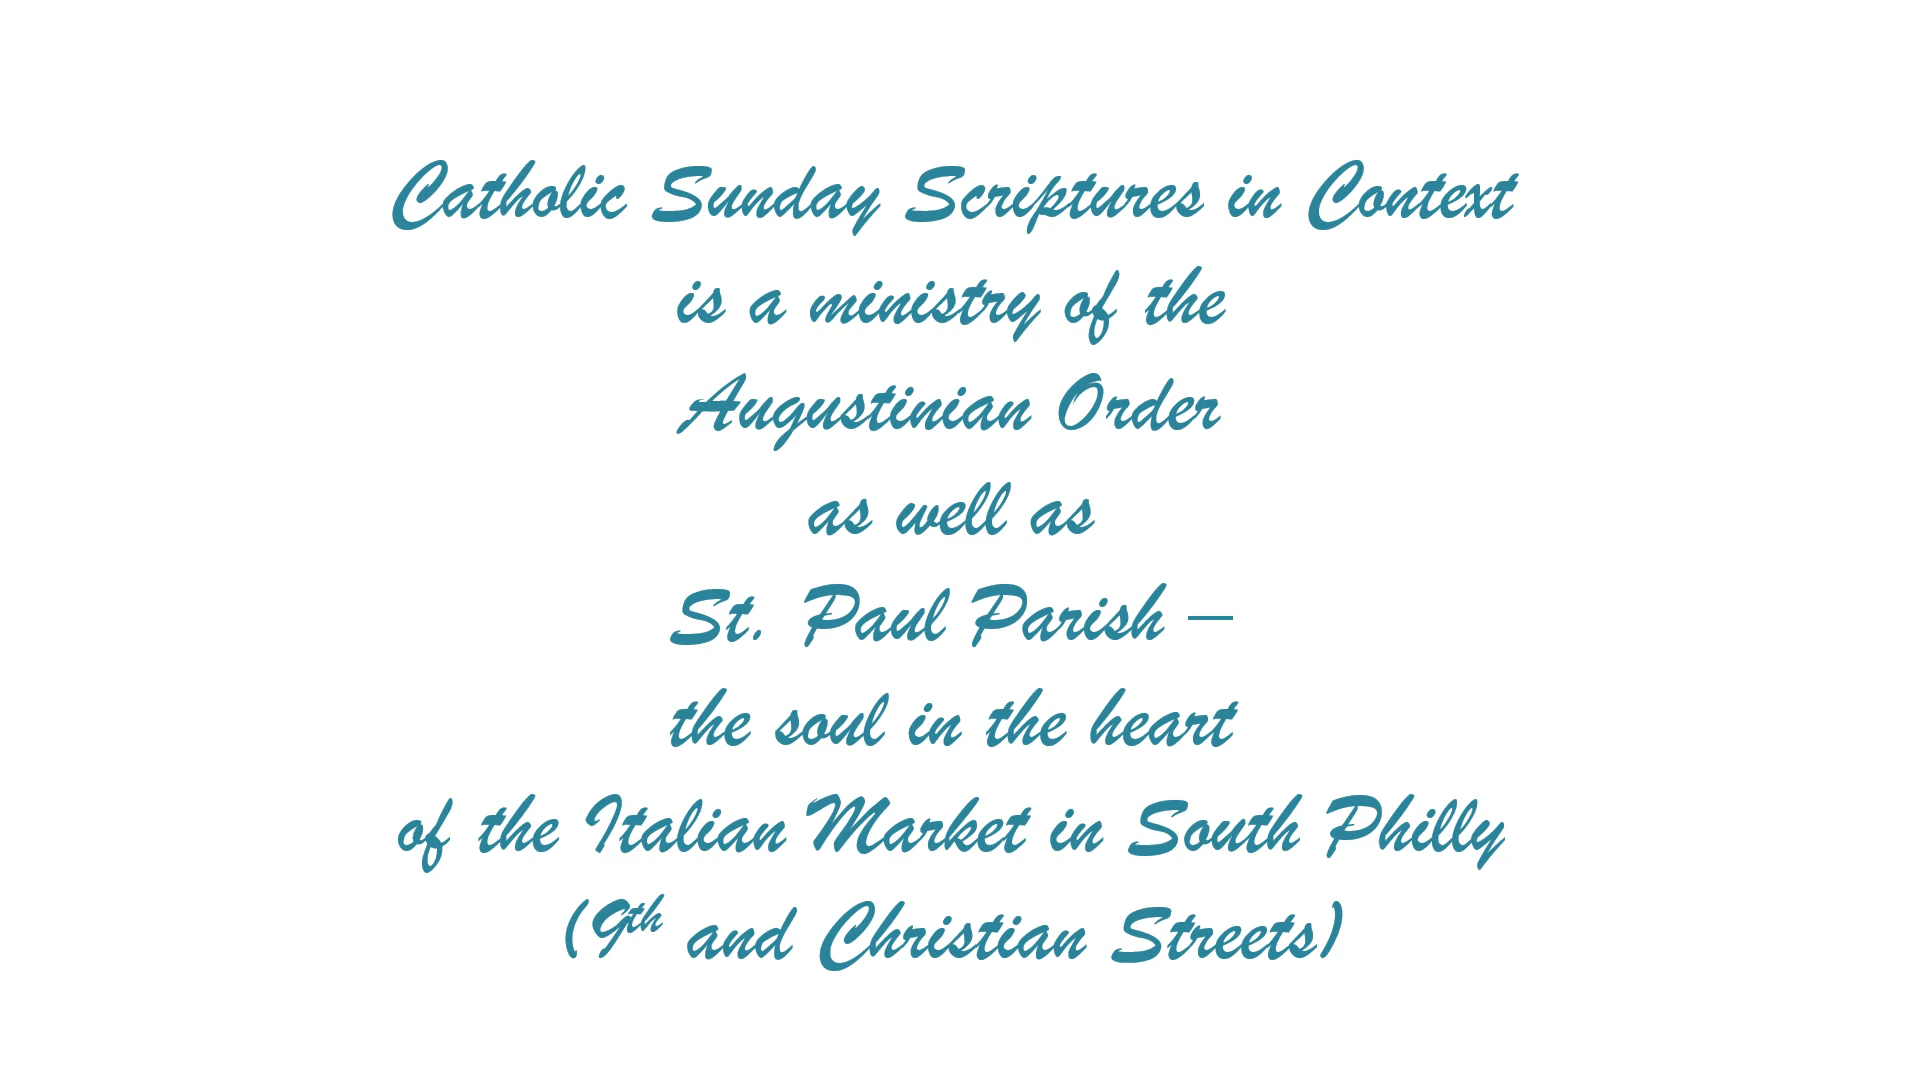 Catholic Sunday Scriptures in Context
is a ministry of the
Augustinian Order
as well as
St. Paul Parish –
the soul in the heart
of the Italian Market in South Philly
(9th and Christian Streets)